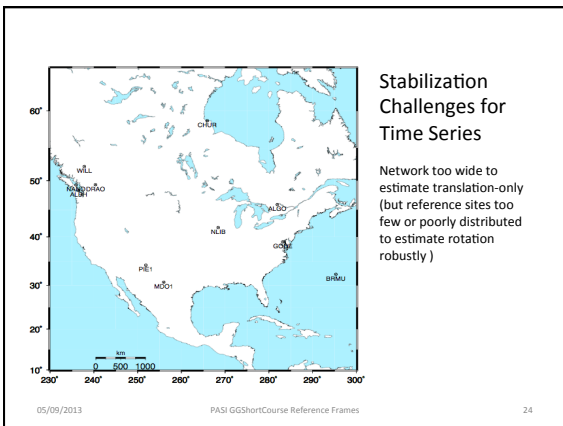 Stabilization
Challenges for
Time Series
Network too wide to
estimate translation-only
(but reference sites too
few or poorly distributed
to estimate rotation
robustly )
60°
50°
40°
30°
20°
10°
230° 240° 250° 260° 270° 280° 290° 300°
CHUR
WILL
DRAO
ALBH
ALGO
NLIB
PIE1
MDO1
BRMU
km
0 500 1000
05/09/2013
PASI GGShortCourse Reference Frames
24